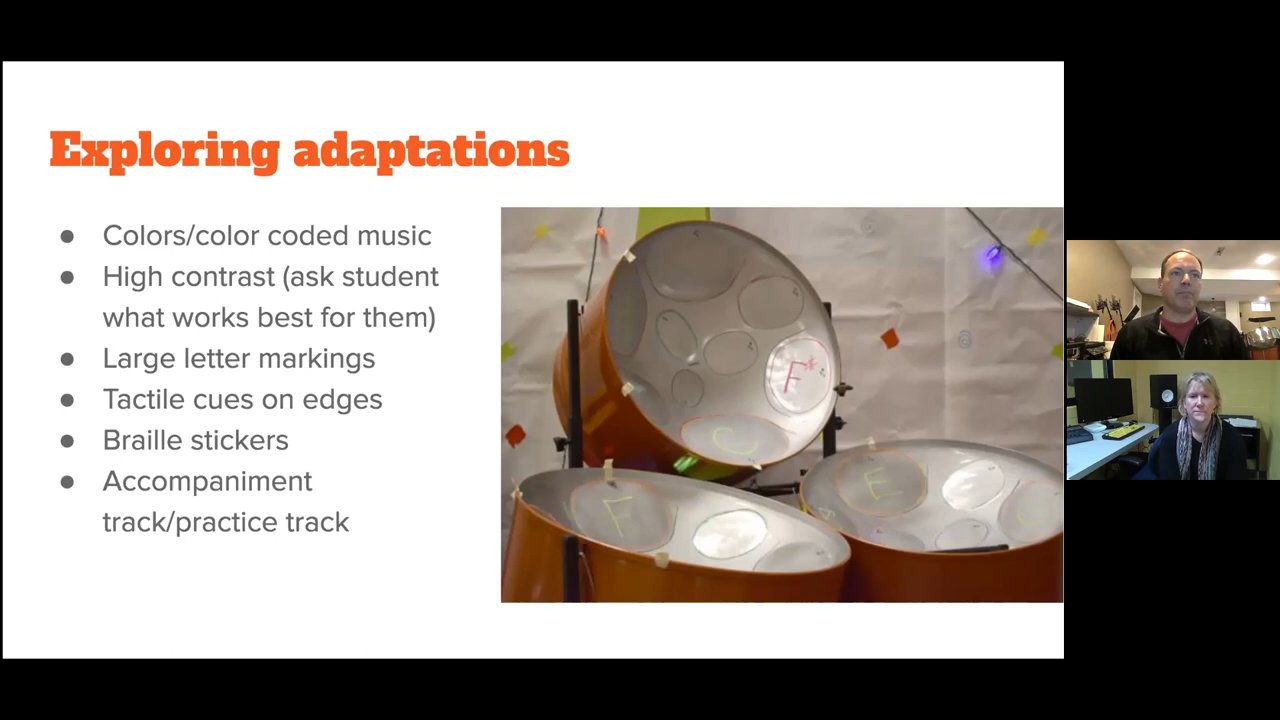 Exploring adaptations
● Colors/color coded music
● High contrast (ask student
what works best for them)
● Large letter markings
● Tactile cues on edges
● Braille stickers
● Accompaniment
track/practice track
F*
C
F
E